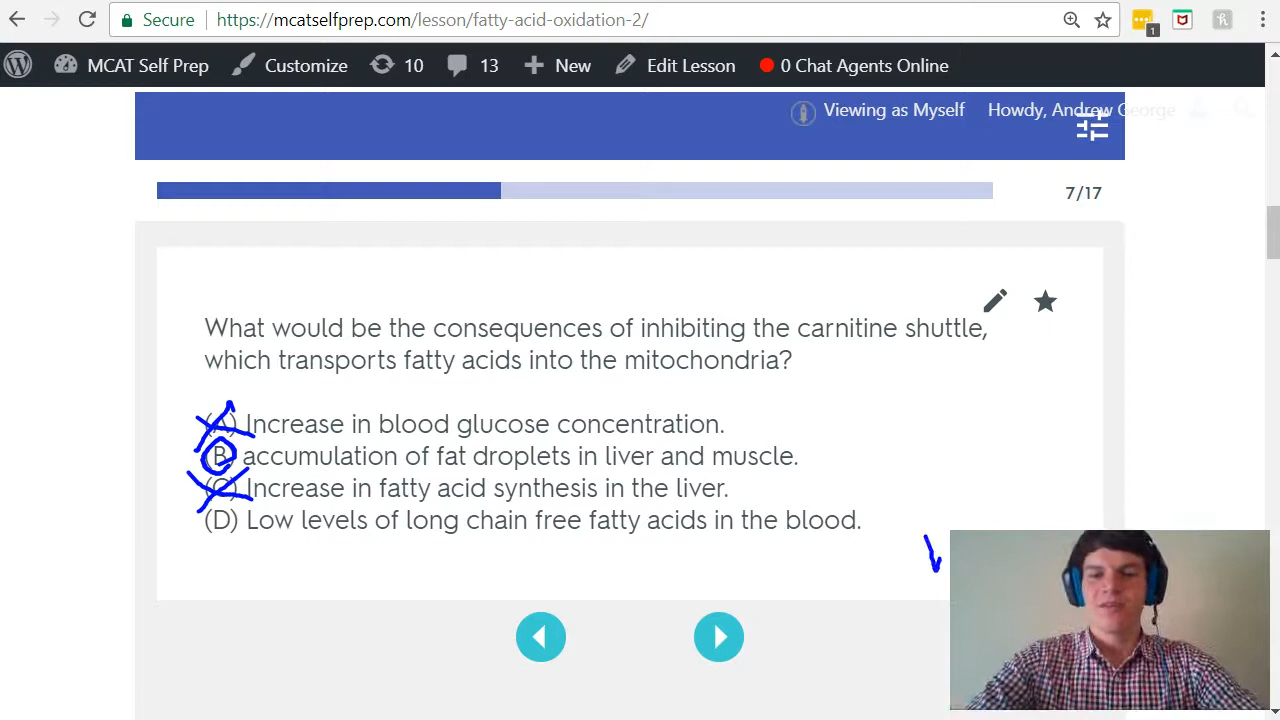 Secure
https://mcatselfprep.com/lesson/fatty-acid-oxidation-2/
1
MCAT Self Prep
Customize
10
13
New
Edit Lesson
0 Chat Agents Online
Viewing as Myself
Howdy, Andrew George
7/17
What would be the consequences of inhibiting the carnitine shuttle,
which transports fatty acids into the mitochondria?
(A) Increase in blood glucose concentration.
(B) accumulation of fat droplets in liver and muscle.
(C) Increase in fatty acid synthesis in the liver.
(D) Low levels of long chain free fatty acids in the blood.